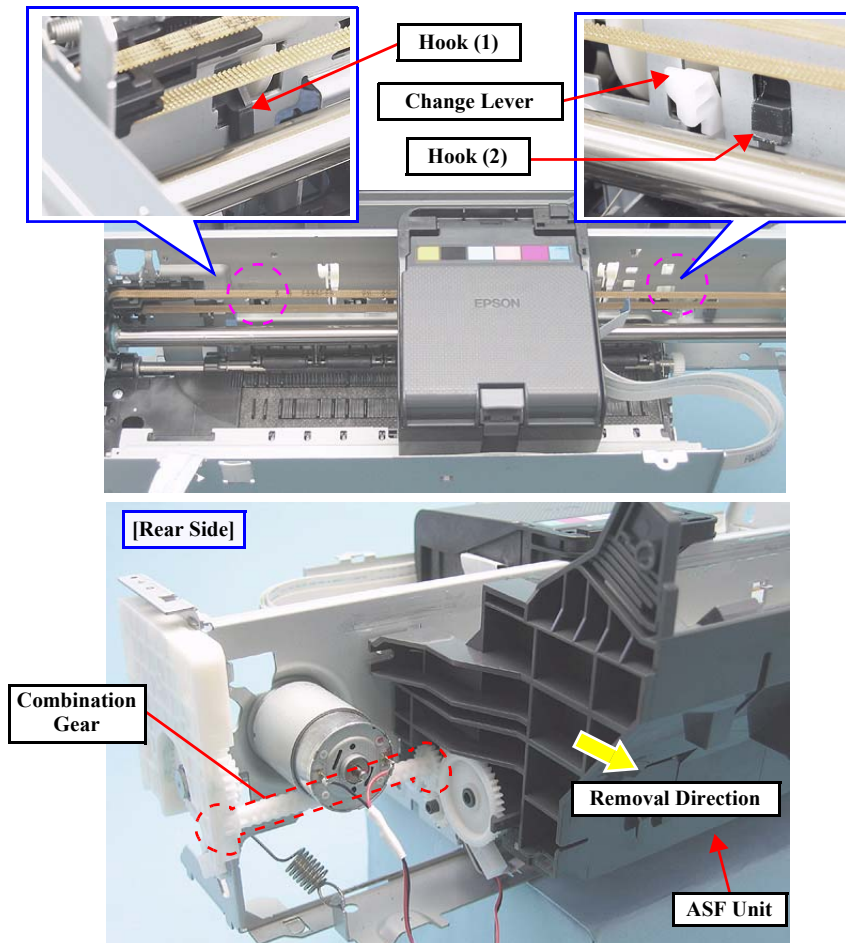 Hook (1)
Change Lever
Hook (2)
EPSON
[Rear Side]
Combination
Gear
Removal Direction
ASF Unit